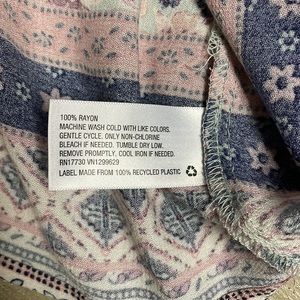 100% RAYON
MACHINE WASH COLD WITH LIKE COLORS.
GENTLE CYCLE. ONLY NON-CHLORINE
BLEACH IF NEEDED. TUMBLE DRY LOW.
REMOVE PROMPTLY, COOL IRON IF NEEDED.
RN17730 VN1299629
LABEL MADE FROM 100% RECYCLED PLASTIC